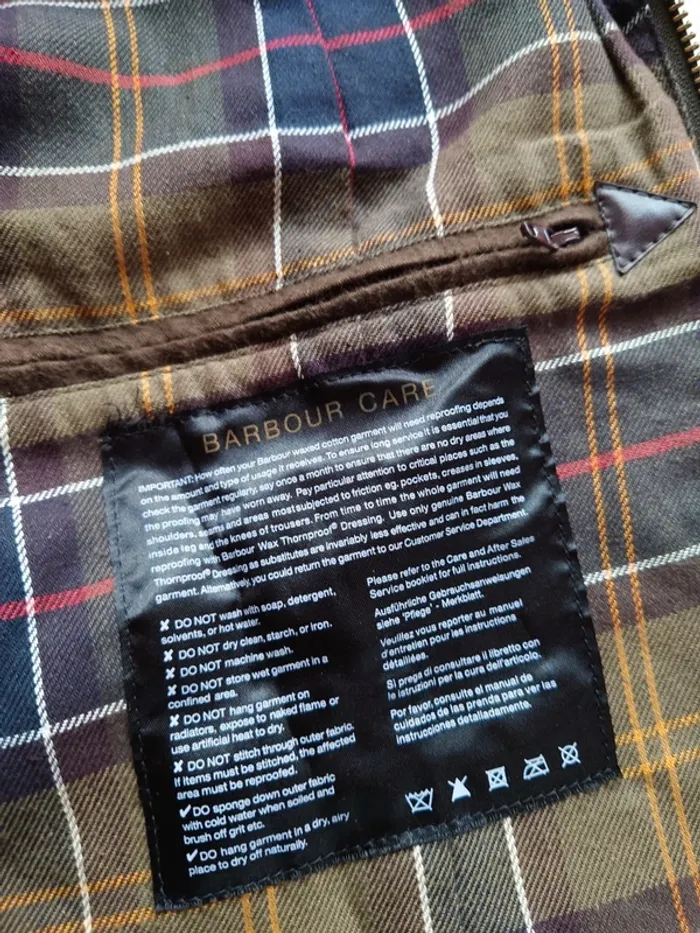 BARBOUR CARE
IMPORTANT: How often your Barbour waxed cotton garment will need reproofing depends
on the amount and type of usage it receives. To ensure long service it is essential that you
check the garment regularly, say once a month to ensure that there are no dry areas where
the proofing may have worn away. Pay particular attention to critical places such as the
shoulders, seams and areas most subjected to friction eg. pockets, creases in sleeves,
inside leg and the knees of trousers. From time to time the whole garment will need
reproofing with Barbour Wax Thornproof® Dressing. Use only genuine Barbour Wax
Thornproof® Dressing as substitutes are invariably less effective and can in fact harm the
garment. Alternatively, you could return the garment to our Customer Service Department.
✘ DO NOT wash with soap, detergent,
solvents, or hot water.
✘ DO NOT dry clean, starch, or iron.
✘ DO NOT machine wash.
✘ DO NOT store wet garment in a
confined area.
✘ DO NOT hang garment on
radiators, expose to naked flame or
use artificial heat to dry.
✘ DO NOT stitch through outer fabric.
If items must be stitched, the affected
area must be reproofed.
✔ DO sponge down outer fabric
with cold water when soiled and
brush off grit etc.
✔ DO hang garment in a dry, airy
place to dry off naturally.
Please refer to the Care and After Sales
Service booklet for full instructions.
Ausführliche Gebrauchsanweisungen
siehe 'Pflege' - Merkblatt.
Veuillez vous reporter au manuel
d'entretien pour les instructions
détaillées.
Si prega di consultare il libretto con
le istruzioni per la cura dell'articolo.
Por favor, consulte el manual de
cuidados de las prenda para ver las
instrucciones detalladamente.